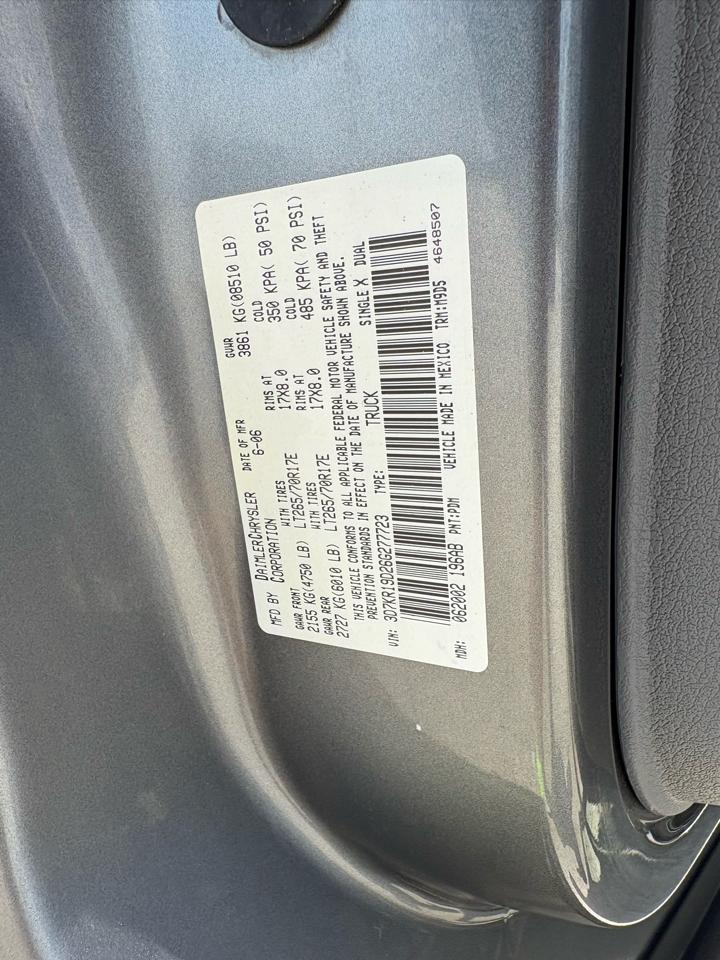 MFD BY DAIMLERCHRYSLER CORPORATION DATE OF MFR 6-06 GVWR 3861 KG(08510 LB)
GAWR FRONT WITH TIRES RIMS AT COLD
2155 KG(4750 LB) LT265/70R17E 17X8.0 350 KPA( 50 PSI)
GAWR REAR WITH TIRES RIMS AT COLD
2727 KG(6010 LB) LT265/70R17E 17X8.0 485 KPA( 70 PSI)
THIS VEHICLE CONFORMS TO ALL APPLICABLE FEDERAL MOTOR VEHICLE SAFETY AND THEFT
PREVENTION STANDARDS IN EFFECT ON THE DATE OF MANUFACTURE SHOWN ABOVE.
VIN: 3D7KR19D26G277723 TYPE: TRUCK SINGLE X DUAL
MDH: 062002 196AB PNT:PDM VEHICLE MADE IN MEXICO TRM:M9D5 4648507